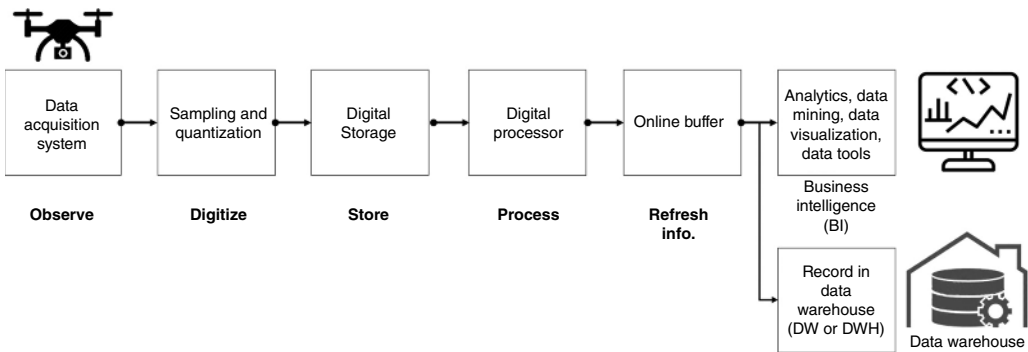 Data
acquisition
system
Sampling and
quantization
Digital
Storage
Digital
processor
Online buffer
Analytics, data
mining, data
visualization,
data tools
Observe
Digitize
Store
Process
Refresh
info.
Business
intelligence
(BI)
Record in
data
warehouse
(DW or DWH)
Data warehouse